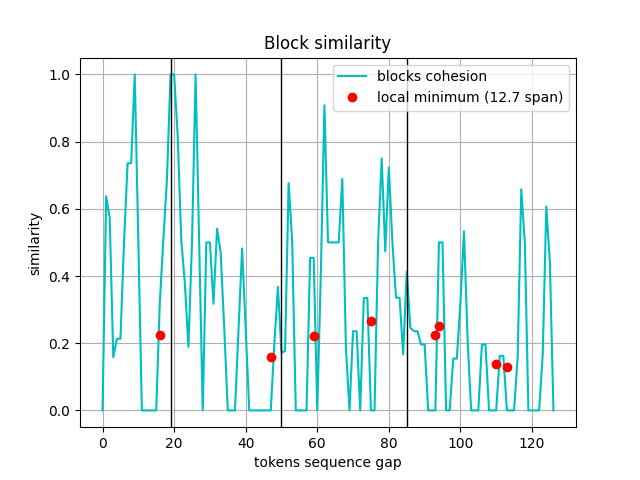 Block similarity
blocks cohesion
local minimum (12.7 span)
1.0
0.8
0.6
0.4
0.2
0.0
similarity
0 20 40 60 80 100 120
tokens sequence gap